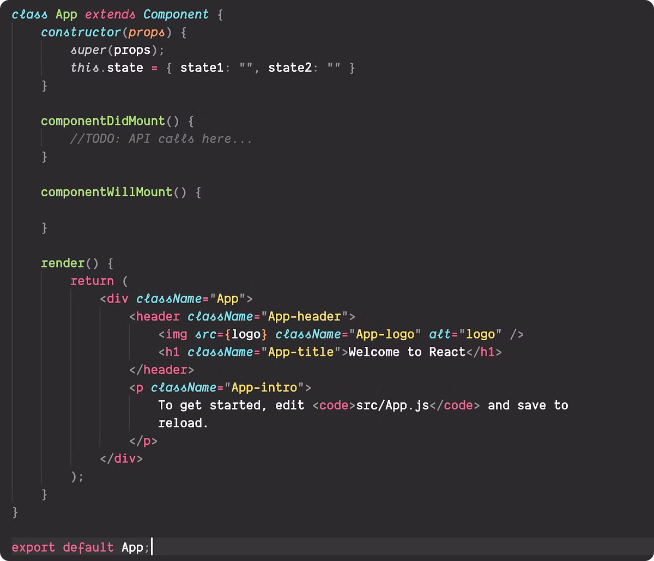 class App extends Component {
    constructor(props) {
        super(props);
        this.state = { state1: "", state2: "" }
    }

    componentDidMount() {
        //TODO: API calls here...
    }

    componentWillMount() {

    }

    render() {
        return (
            <div className="App">
                <header className="App-header">
                    <img src={logo} className="App-logo" alt="logo" />
                    <h1 className="App-title">Welcome to React</h1>
                </header>
                <p className="App-intro">
                    To get started, edit <code>src/App.js</code> and save to
                    reload.
                </p>
            </div>
        );
    }
}

export default App;